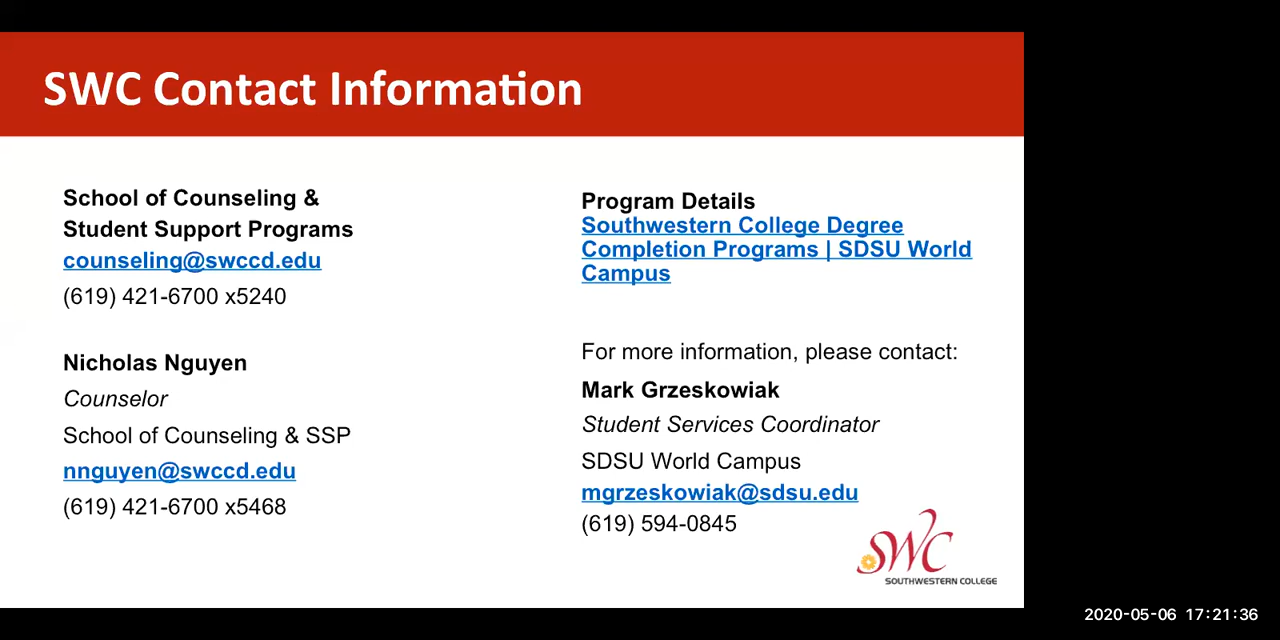 SWC Contact Information
School of Counseling &
Student Support Programs
counseling@swccd.edu
(619) 421-6700 x5240
Nicholas Nguyen
Counselor
School of Counseling & SSP
nnguyen@swccd.edu
(619) 421-6700 x5468
Program Details
Southwestern College Degree
Completion Programs | SDSU World
Campus
For more information, please contact:
Mark Grzeskowiak
Student Services Coordinator
SDSU World Campus
mgrzeskowiak@sdsu.edu
(619) 594-0845
SWC
SOUTHWESTERN COLLEGE
2020-05-06 17:21:36